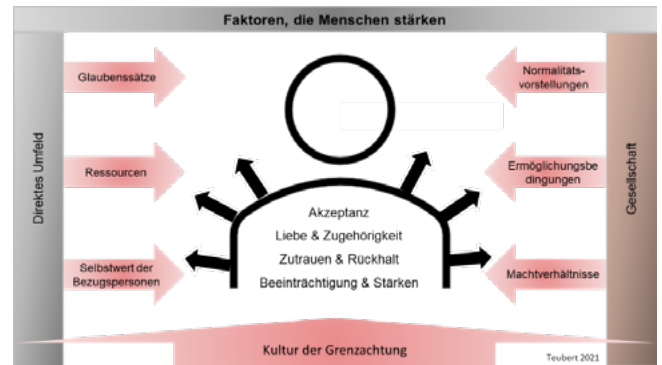 Faktoren, die Menschen stärken
Direktes Umfeld
Glaubenssätze
Ressourcen
Selbstwert der
Bezugspersonen
Akzeptanz
Liebe & Zugehörigkeit
Zutrauen & Rückhalt
Beeinträchtigung & Stärken
Normalitäts-
vorstellungen
Ermöglichungsbe
dingungen
Machtverhältnisse
Gesellschaft
Kultur der Grenzachtung
Teubert 2021